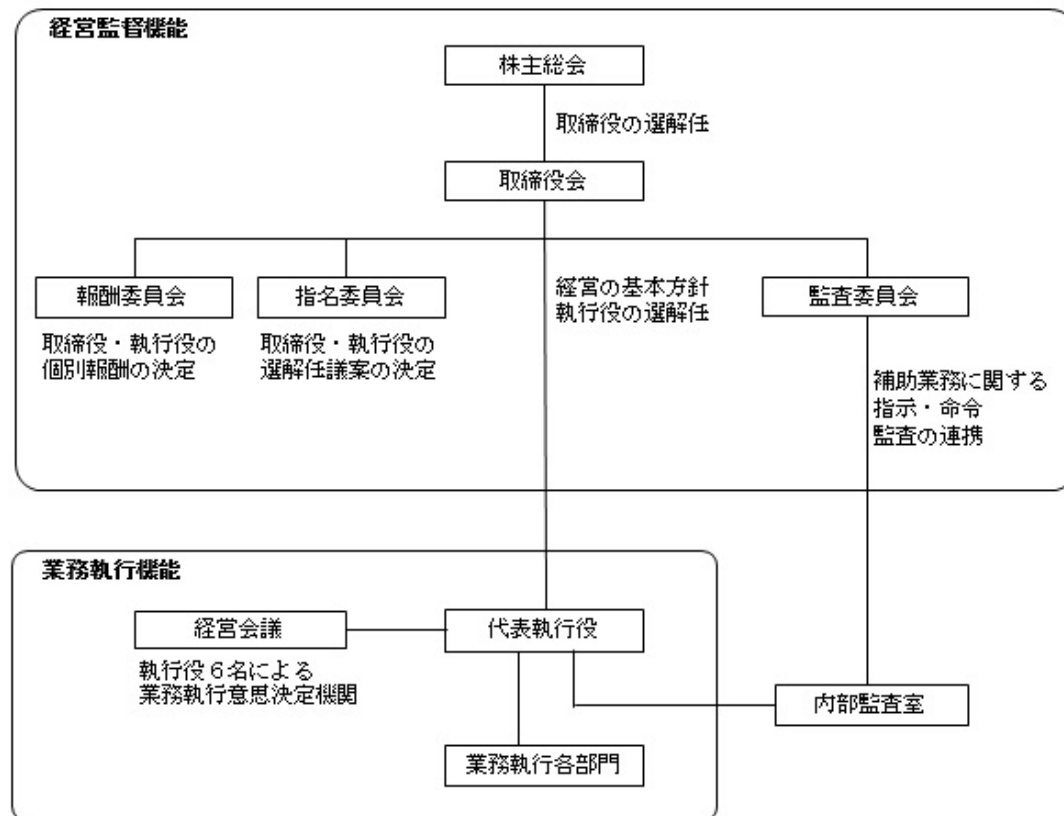 経営監督機能
株主総会
取締役の選解任
取締役会
報酬委員会
指名委員会
監査委員会
取締役・執行役の
個別報酬の決定
取締役・執行役の
選解任議案の決定
経営の基本方針
執行役の選解任
補助業務に関する
指示・命令
監査の連携
業務執行機能
経営会議
代表執行役
執行役６名による
業務執行意思決定機関
内部監査室
業務執行各部門